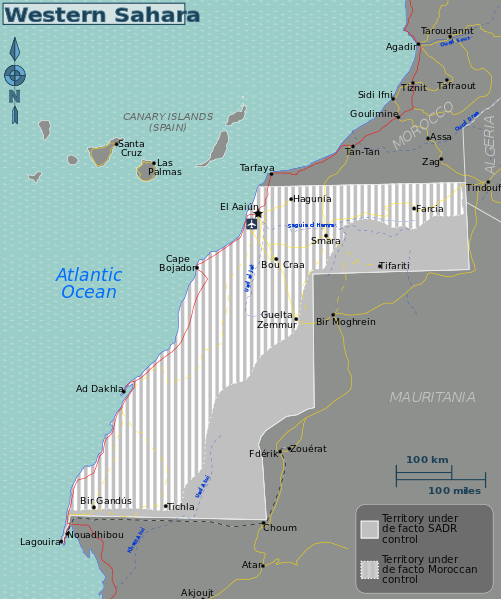 Western Sahara
N
CANARY ISLANDS
(SPAIN)
Santa
Cruz
Las
Palmas
Taroudannt
Agadir
Oued Sous
Tiznit
Tafraout
Sidi Ifni
Goulimine
MOROCCO
Oued Draa
ALGERIA
Assa
Tan-Tan
Zag
Tarfaya
Tindouf
Hagunía
El Aaiún
Farcía
Saguia el Hamra
Smara
Cape
Bojador
Bou Craa
Tifariti
Atlantic
Ocean
Guelta
Zemmur
Bir Moghrein
Ad Dakhla
MAURITANIA
Fdérik
Zouérat
100 km
100 miles
Bir Gandús
Tichla
Nouadhibou
Lagouira
Choum
Atar
Akjoujt
Territory under
de facto SADR
control
Territory under
de facto Moroccan
control